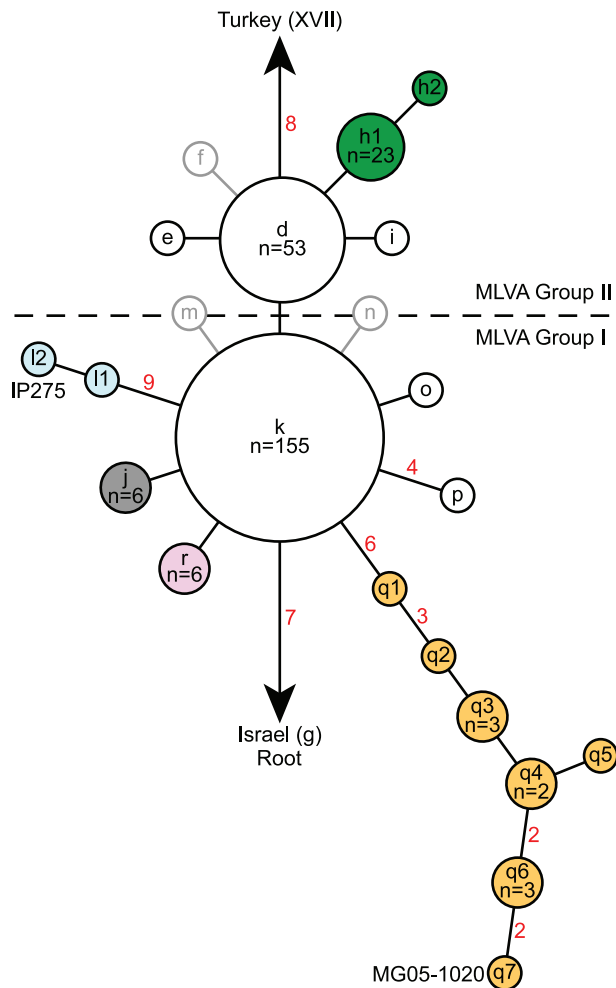 Turkey (XVII)
h2
8
h1
n=23
f
d
n=53
e
i
MLVA Group II
m
n
MLVA Group I
l2
l1
IP275
9
o
k
n=155
4
j
n=6
p
6
r
n=6
q1
7
3
q2
q3
n=3
Israel (g)
Root
q5
q4
n=2
2
q6
n=3
2
MG05-1020
q7